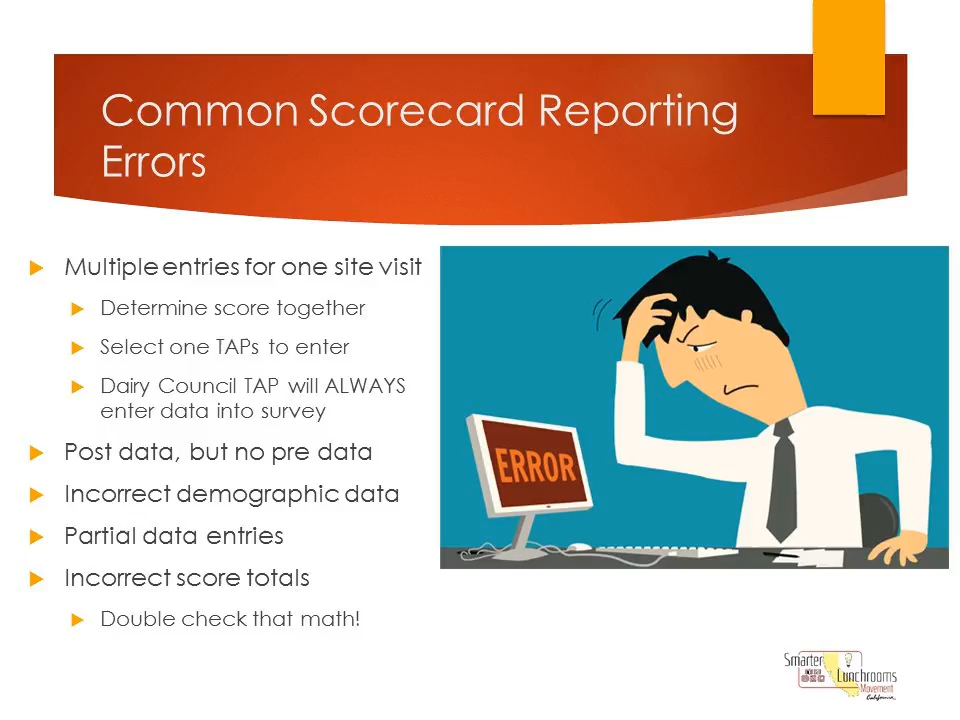 Common Scorecard Reporting
Errors
Multiple entries for one site visit
Determine score together
Select one TAPs to enter
Dairy Council TAP will ALWAYS
enter data into survey
Post data, but no pre data
Incorrect demographic data
Partial data entries
Incorrect score totals
Double check that math!
ERROR
Smarter
Lunchrooms
Movement
California